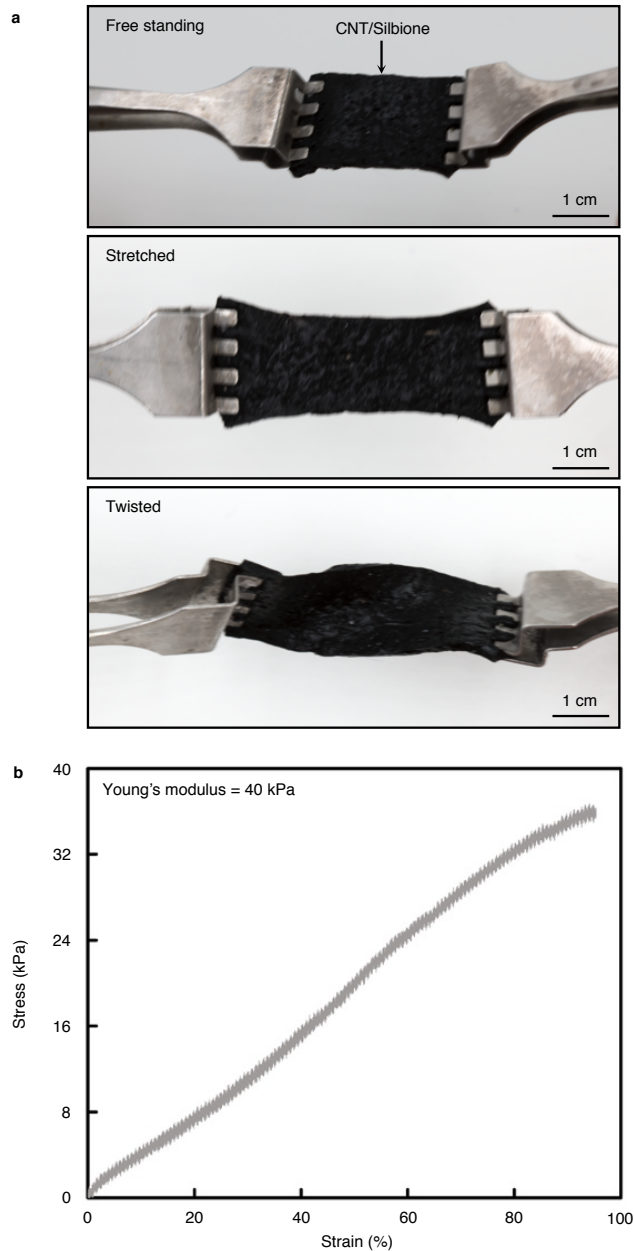 a
Free standing
CNT/Silbione
1 cm
Stretched
1 cm
Twisted
1 cm
b
40
Young's modulus = 40 kPa
32
24
16
8
0
Stress (kPa)
0 20 40 60 80 100
Strain (%)